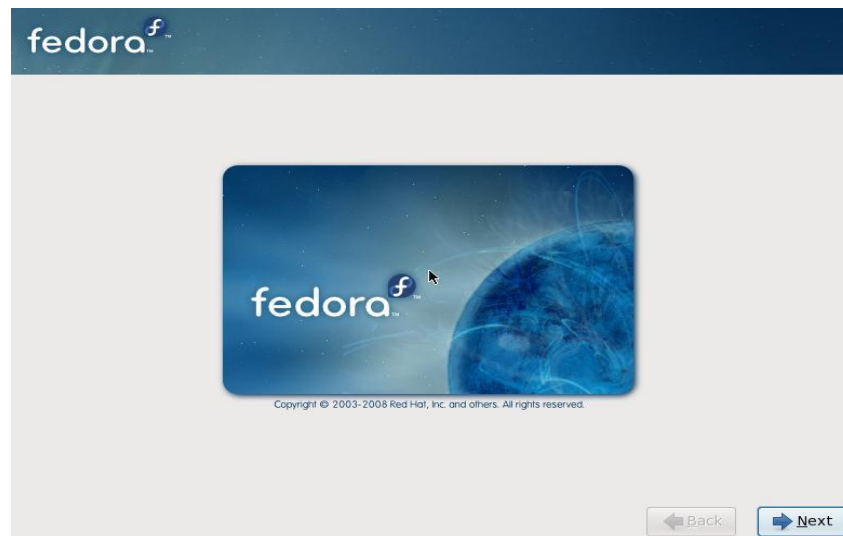 fedora
fedora
Copyright © 2003-2008 Red Hat, Inc. and others. All rights reserved.
Back
Next